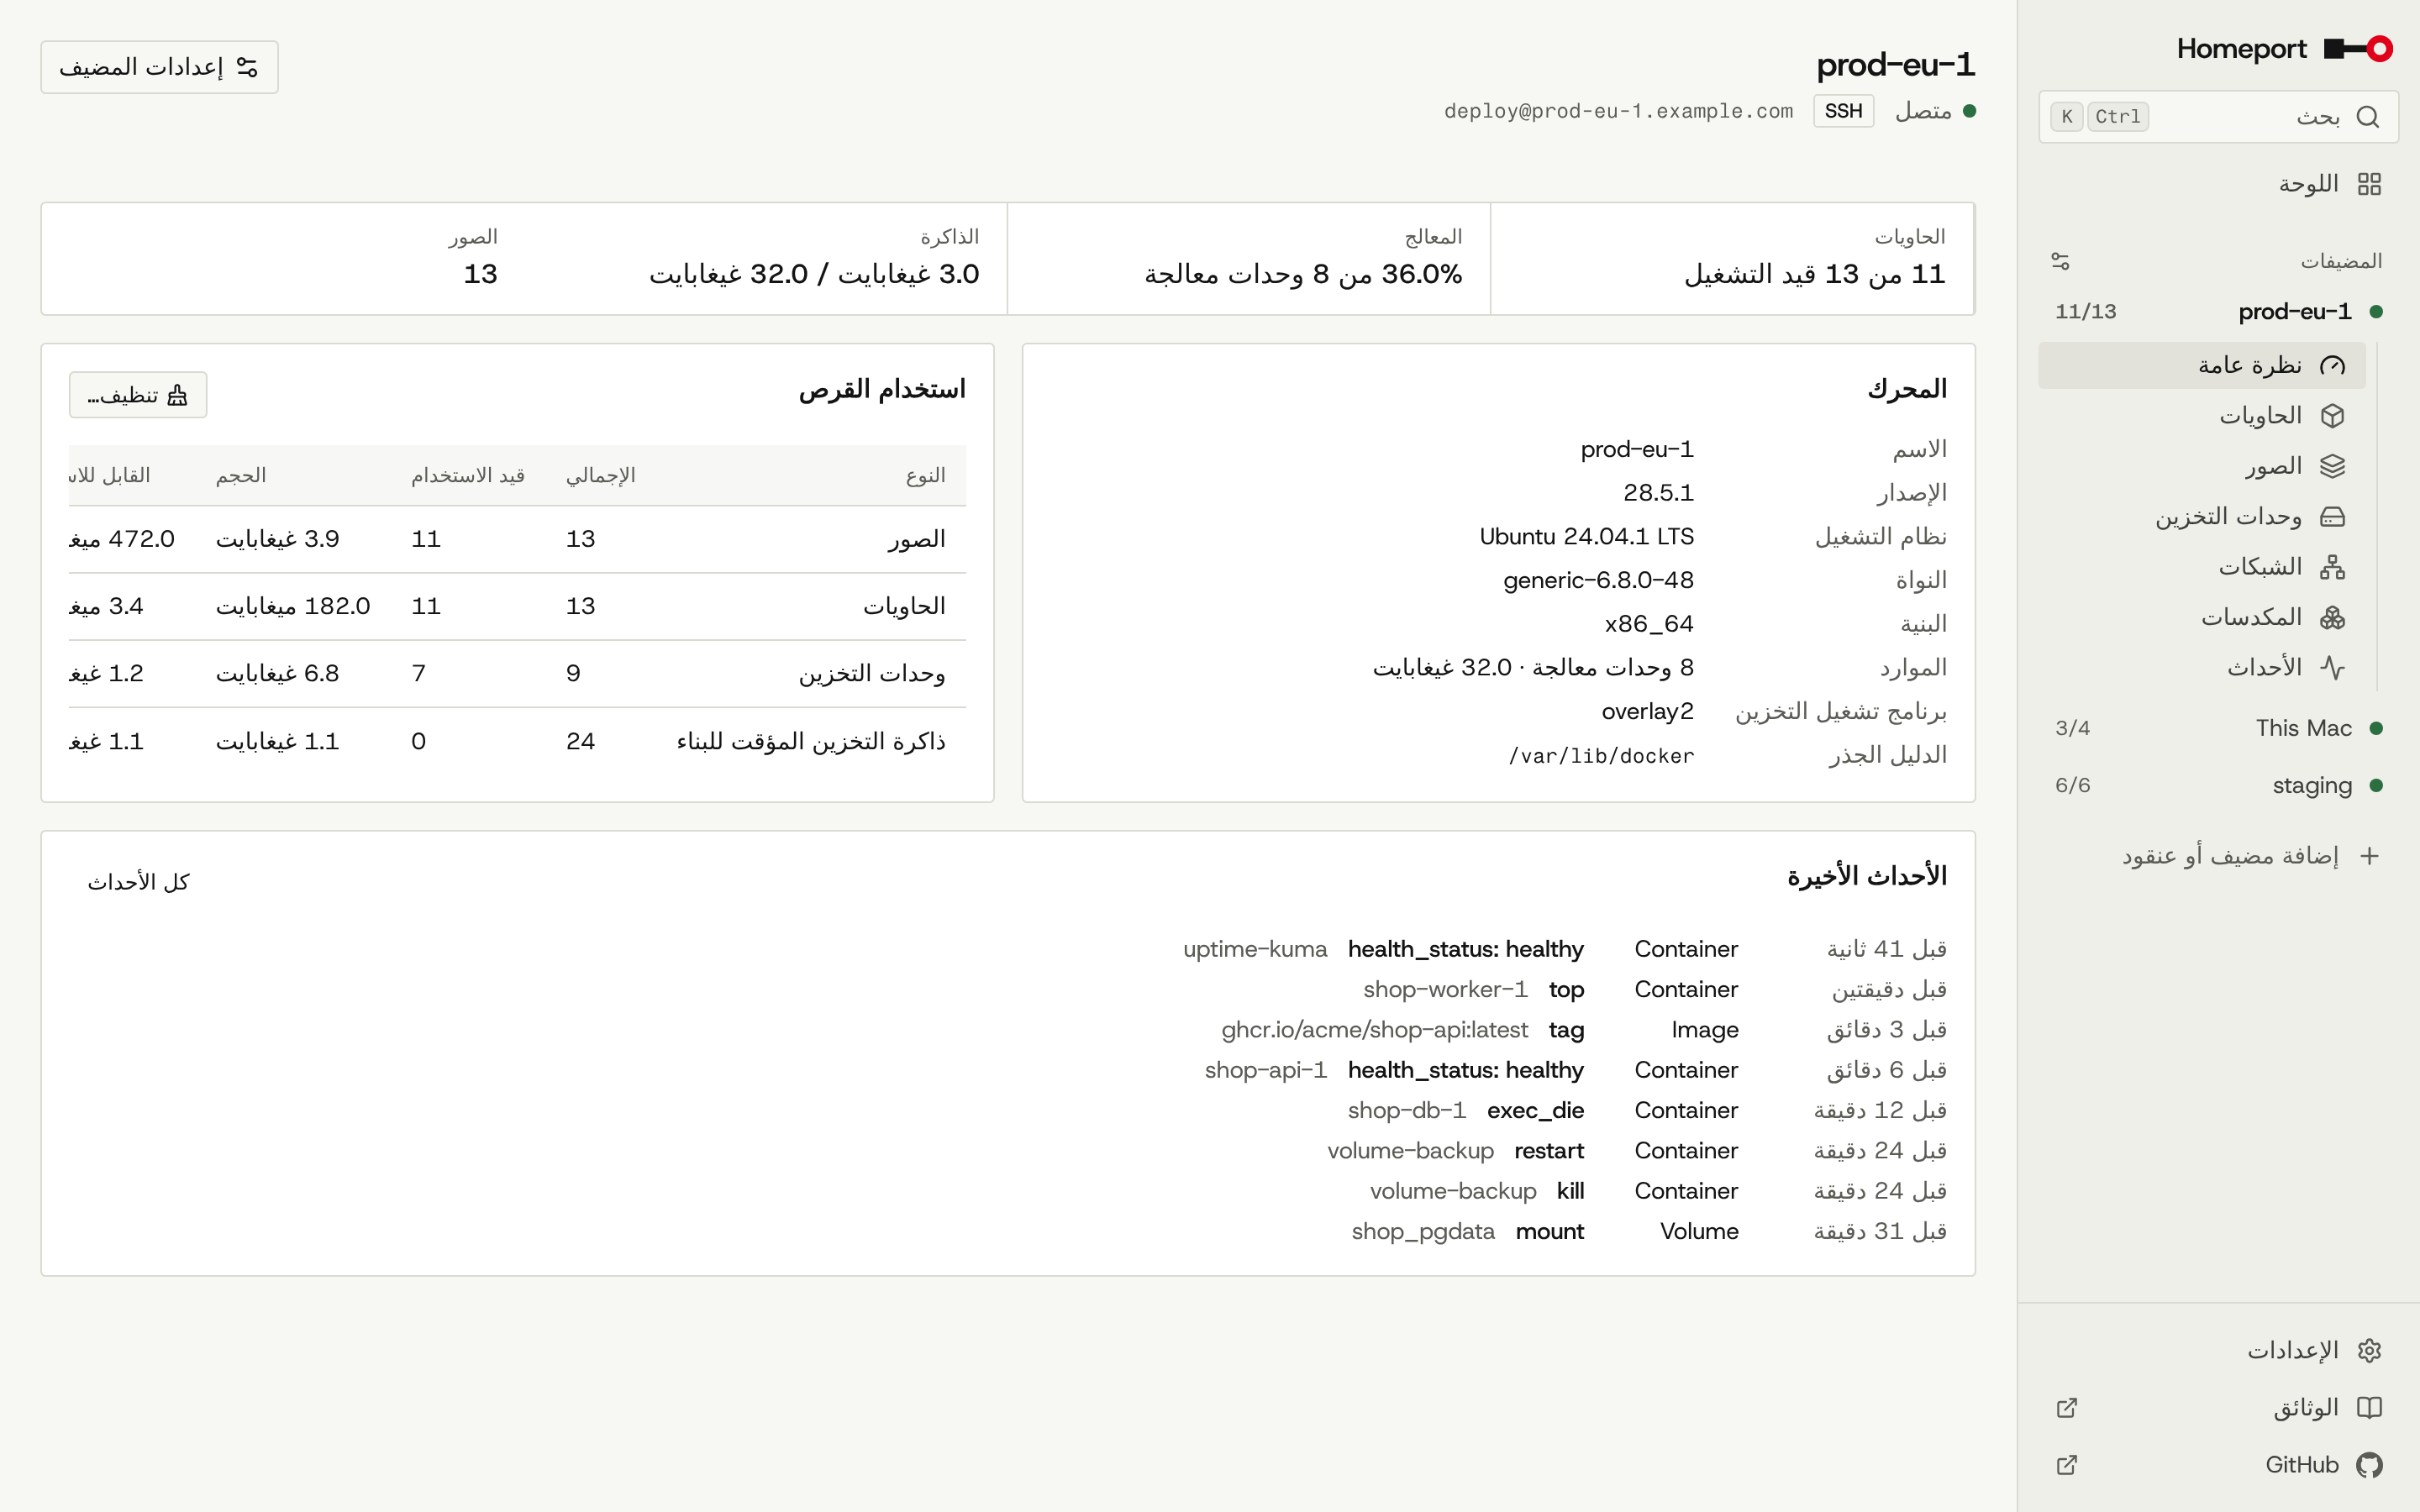 Homeport
بحث Ctrl K
اللوحة
المضيفات
prod-eu-1 11/13
نظرة عامة
الحاويات
الصور
وحدات التخزين
الشبكات
المكدسات
الأحداث
This Mac 3/4
staging 6/6
إضافة مضيف أو عنقود
الإعدادات
الوثائق
GitHub
prod-eu-1
متصل SSH deploy@prod-eu-1.example.com
إعدادات المضيف
الحاويات
11 من 13 قيد التشغيل
المعالج
36.0% من 8 وحدات معالجة
الذاكرة
3.0 غيغابايت / 32.0 غيغابايت
الصور
13
المحرك
الاسم prod-eu-1
الإصدار 28.5.1
نظام التشغيل Ubuntu 24.04.1 LTS
النواة generic-6.8.0-48
البنية x86_64
الموارد 8 وحدات معالجة · 32.0 غيغابايت
برنامج تشغيل التخزين overlay2
الدليل الجذر /var/lib/docker
استخدام القرص
تنظيف...
النوع الإجمالي قيد الاستخدام الحجم القابل
الصور 13 11 3.9 غيغابايت 472.0
الحاويات 13 11 182.0 ميغابايت 3.4
وحدات التخزين 9 7 6.8 غيغابايت 1.2
ذاكرة التخزين المؤقت للبناء 24 0 1.1 غيغابايت 1.1
الأحداث الأخيرة
كل الأحداث
قبل 41 ثانية Container health_status: healthy uptime-kuma
قبل دقيقتين Container top shop-worker-1
قبل 3 دقائق Image tag ghcr.io/acme/shop-api:latest
قبل 6 دقائق Container health_status: healthy shop-api-1
قبل 12 دقيقة Container exec_die shop-db-1
قبل 24 دقيقة Container restart volume-backup
قبل 24 دقيقة Container kill volume-backup
قبل 31 دقيقة Volume mount shop_pgdata